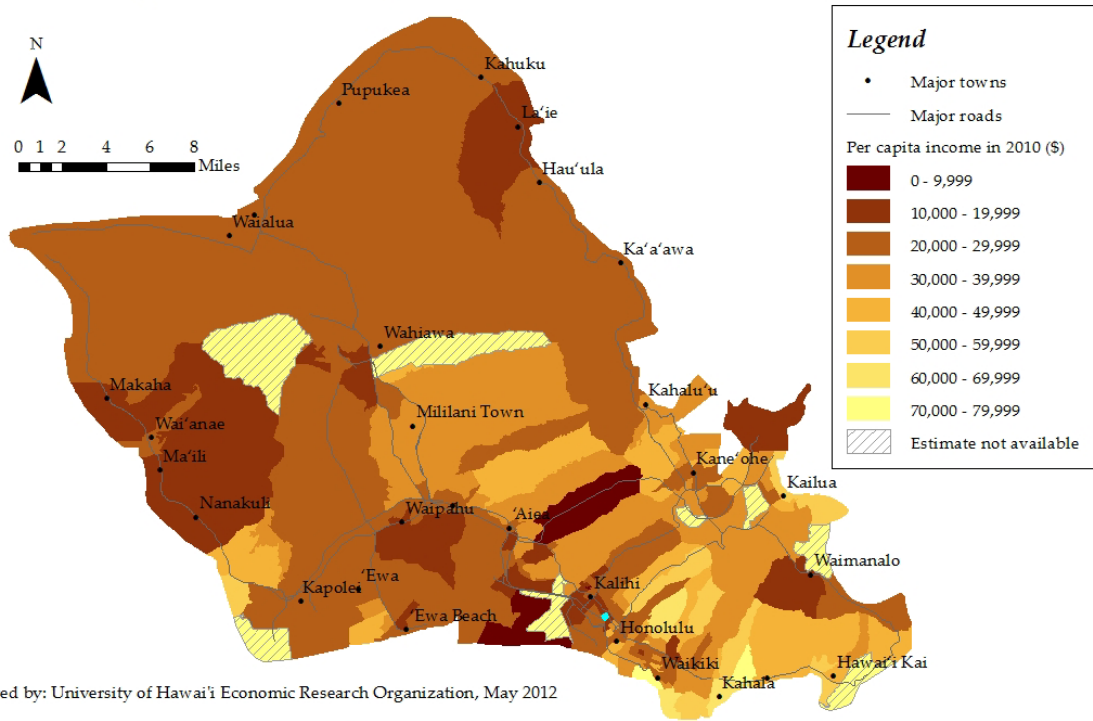 N
0 1 2 4 6 8
Miles
Kahuku
Pupukea
La'ie
Hau'ula
Waialua
Ka'a'awa
Wahiawa
Makaha
Kahalu'u
Mililani Town
Wai'anae
Ma'ili
Kane'ohe
Kailua
Nanakuli
Waipahu
'Aiea
Waimanalo
Kapolei
'Ewa
Kalihi
'Ewa Beach
Honolulu
Waikiki
Hawai'i Kai
Kahala
ed by: University of Hawai'i Economic Research Organization, May 2012
Legend
Major towns
Major roads
Per capita income in 2010 ($)
0 - 9,999
10,000 - 19,999
20,000 - 29,999
30,000 - 39,999
40,000 - 49,999
50,000 - 59,999
60,000 - 69,999
70,000 - 79,999
Estimate not available